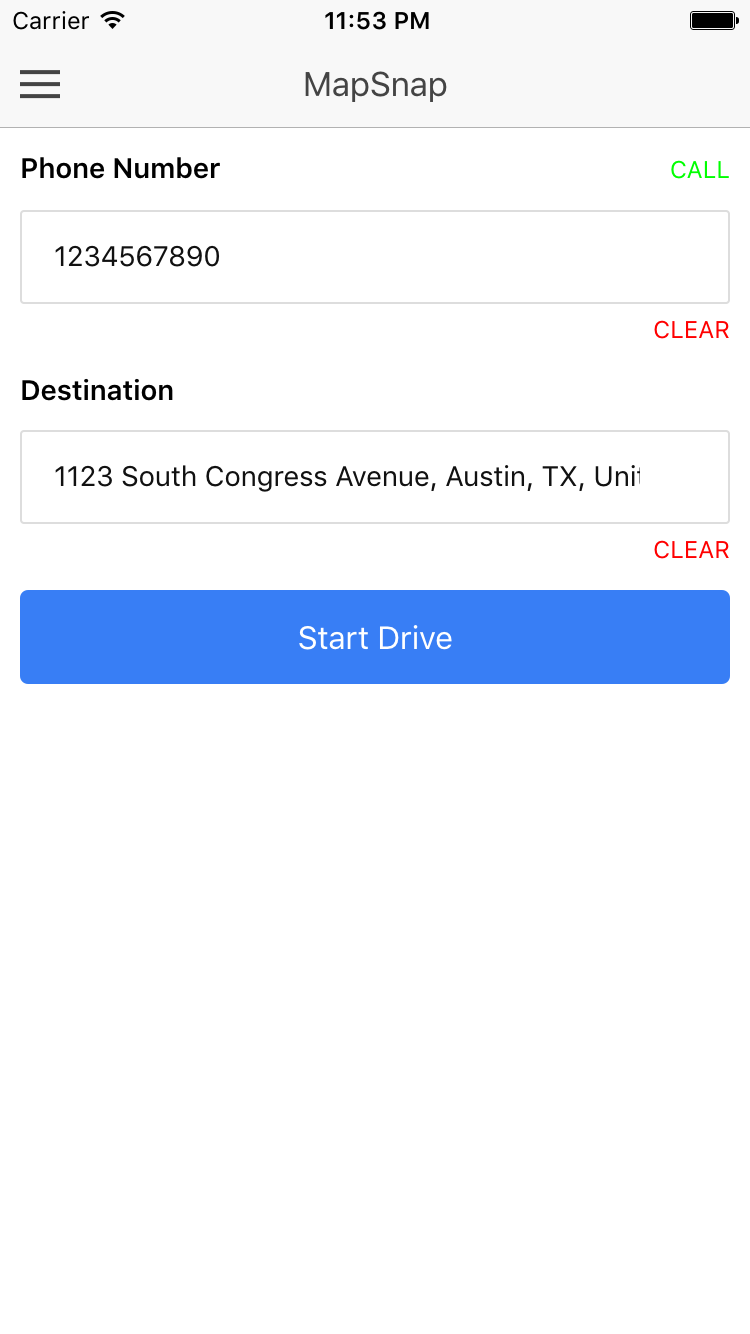 Carrier 11:53 PM
MapSnap
Phone Number CALL
1234567890
CLEAR
Destination
1123 South Congress Avenue, Austin, TX, Unit
CLEAR
Start Drive